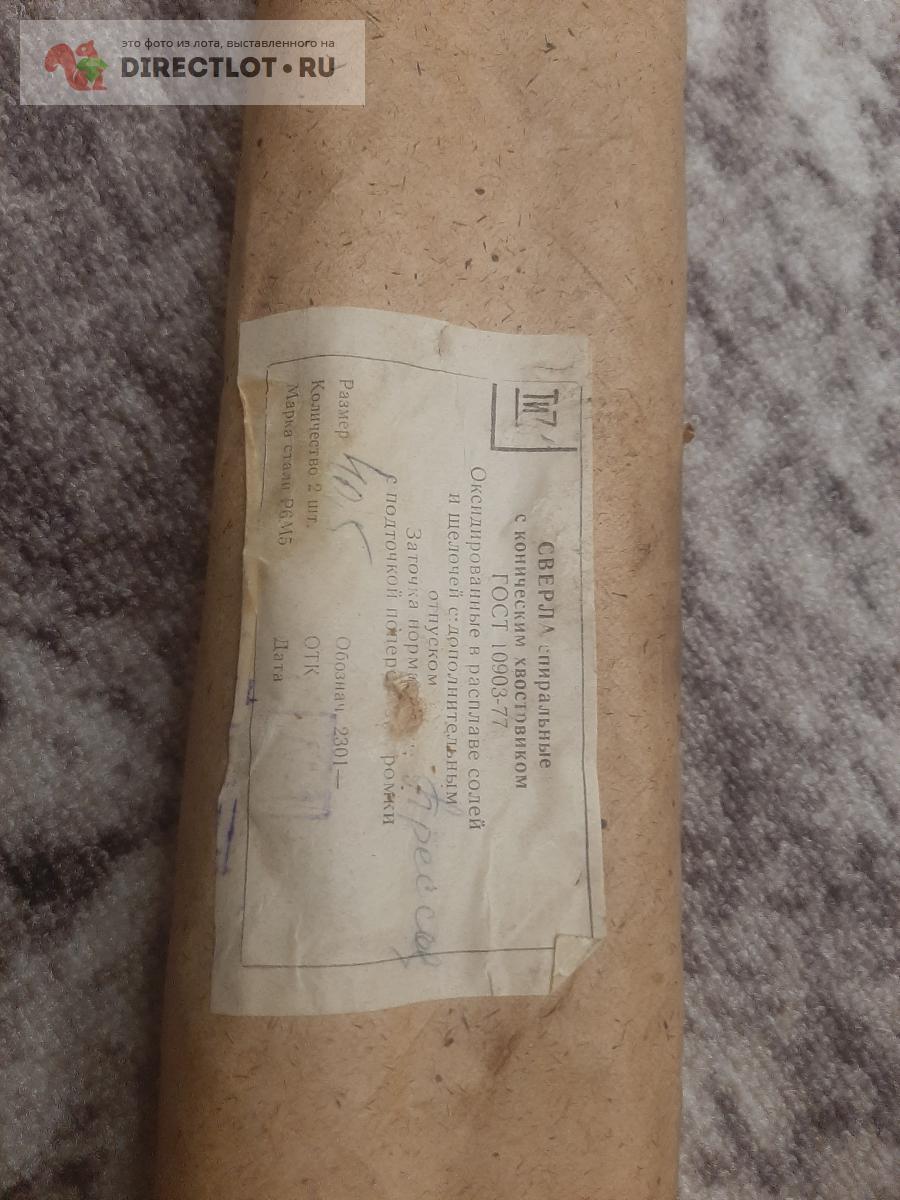 это фото из лота, выставленного на
DIRECTLOT.RU
ТИЗ
СВЕРЛА спиральные
с коническим хвостовиком
ГОСТ 10903-77
Оксидированные в расплаве солей
и щелочей с дополнительным
отпуском
Заточка
с подточкой
Размер 40,5 Обознач. 2301—
Количество 2 шт. ОТК
Марка стали Р6М5 Дата